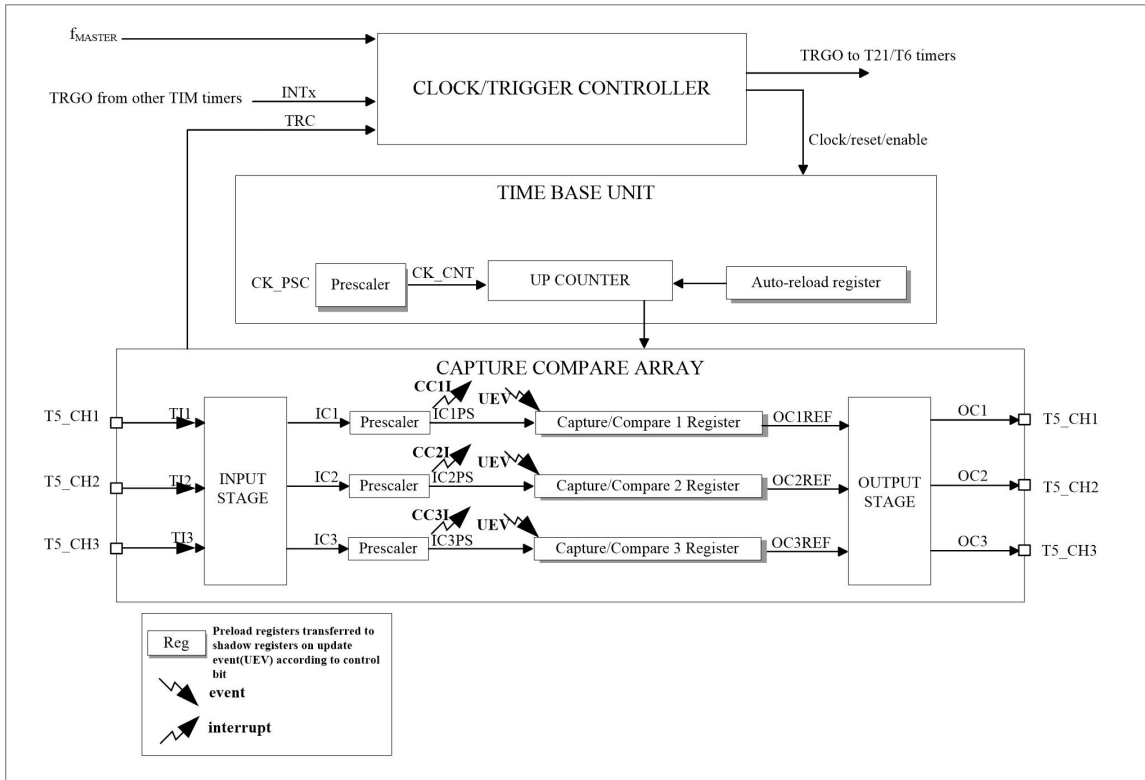 fMASTER
TRGO to T21/T6 timers
CLOCK/TRIGGER CONTROLLER
TRGO from other TIM timers
INTx
TRC
Clock/reset/enable
TIME BASE UNIT
CK_PSC
Prescaler
CK_CNT
UP COUNTER
Auto-reload register
CAPTURE COMPARE ARRAY
T5_CH1
TI1
IC1
Prescaler
CC1I
IC1PS
UEV
Capture/Compare 1 Register
OC1REF
OC1
T5_CH1
T5_CH2
TI2
INPUT
STAGE
IC2
Prescaler
CC2I
IC2PS
UEV
Capture/Compare 2 Register
OC2REF
OUTPUT
STAGE
OC2
T5_CH2
T5_CH3
TI3
IC3
Prescaler
CC3I
IC3PS
UEV
Capture/Compare 3 Register
OC3REF
OC3
T5_CH3
Reg
Preload registers transferred to
shadow registers on update
event(UEV) according to control
bit
event
interrupt